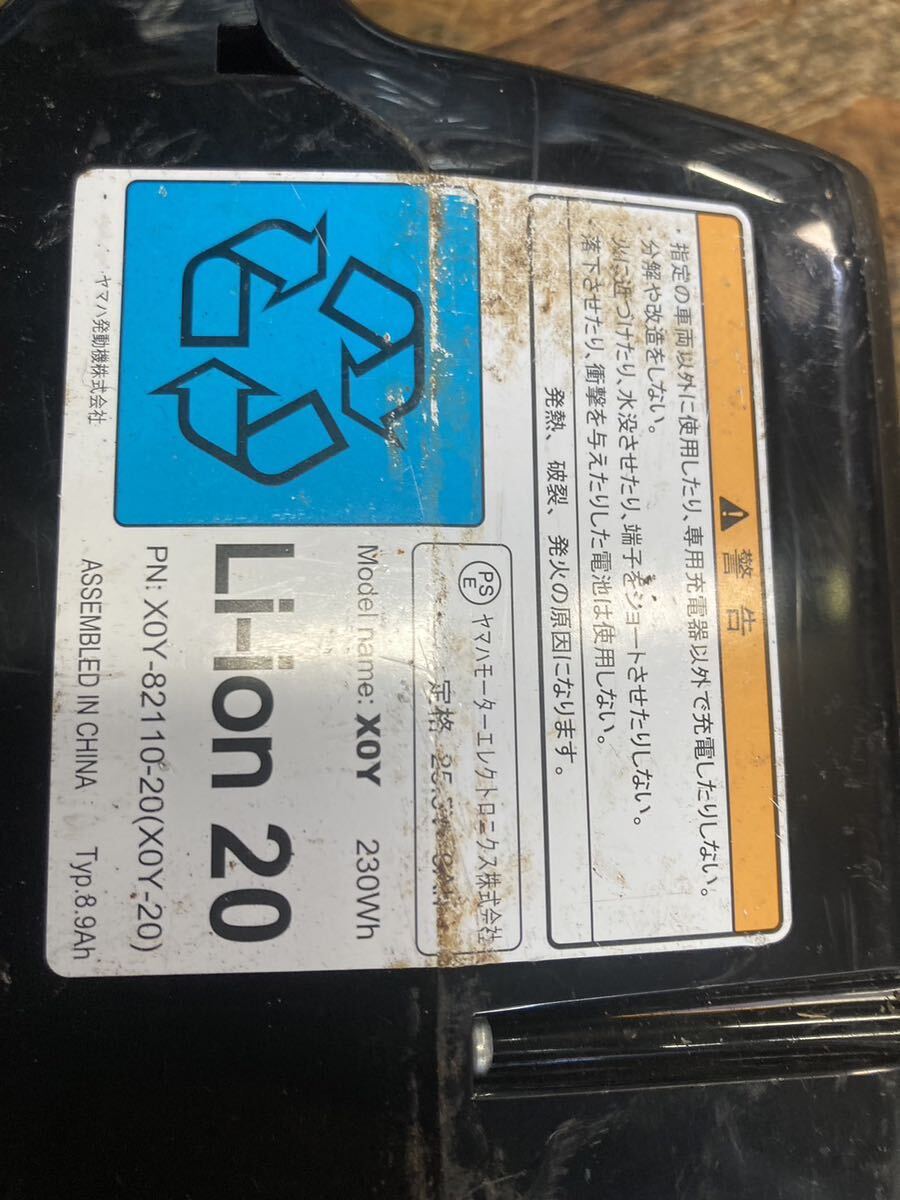 警告
・指定の車両以外に使用したり、専用充電器以外で充電したりしない。
・分解や改造をしない。
・火に近づけたり、水没させたり、端子をショートさせたりしない。
・落下させたり、衝撃を与えたりした電池は使用しない。
発熱、破裂、発火の原因になります。
PS
E
ヤマハモーターエレクトロニクス株式会社
定格
Model name: X0Y 230Wh
Li-ion 20
PN: X0Y-82110-20(X0Y-20)
ASSEMBLED IN CHINA Typ.8.9Ah
ヤマハ発動機株式会社